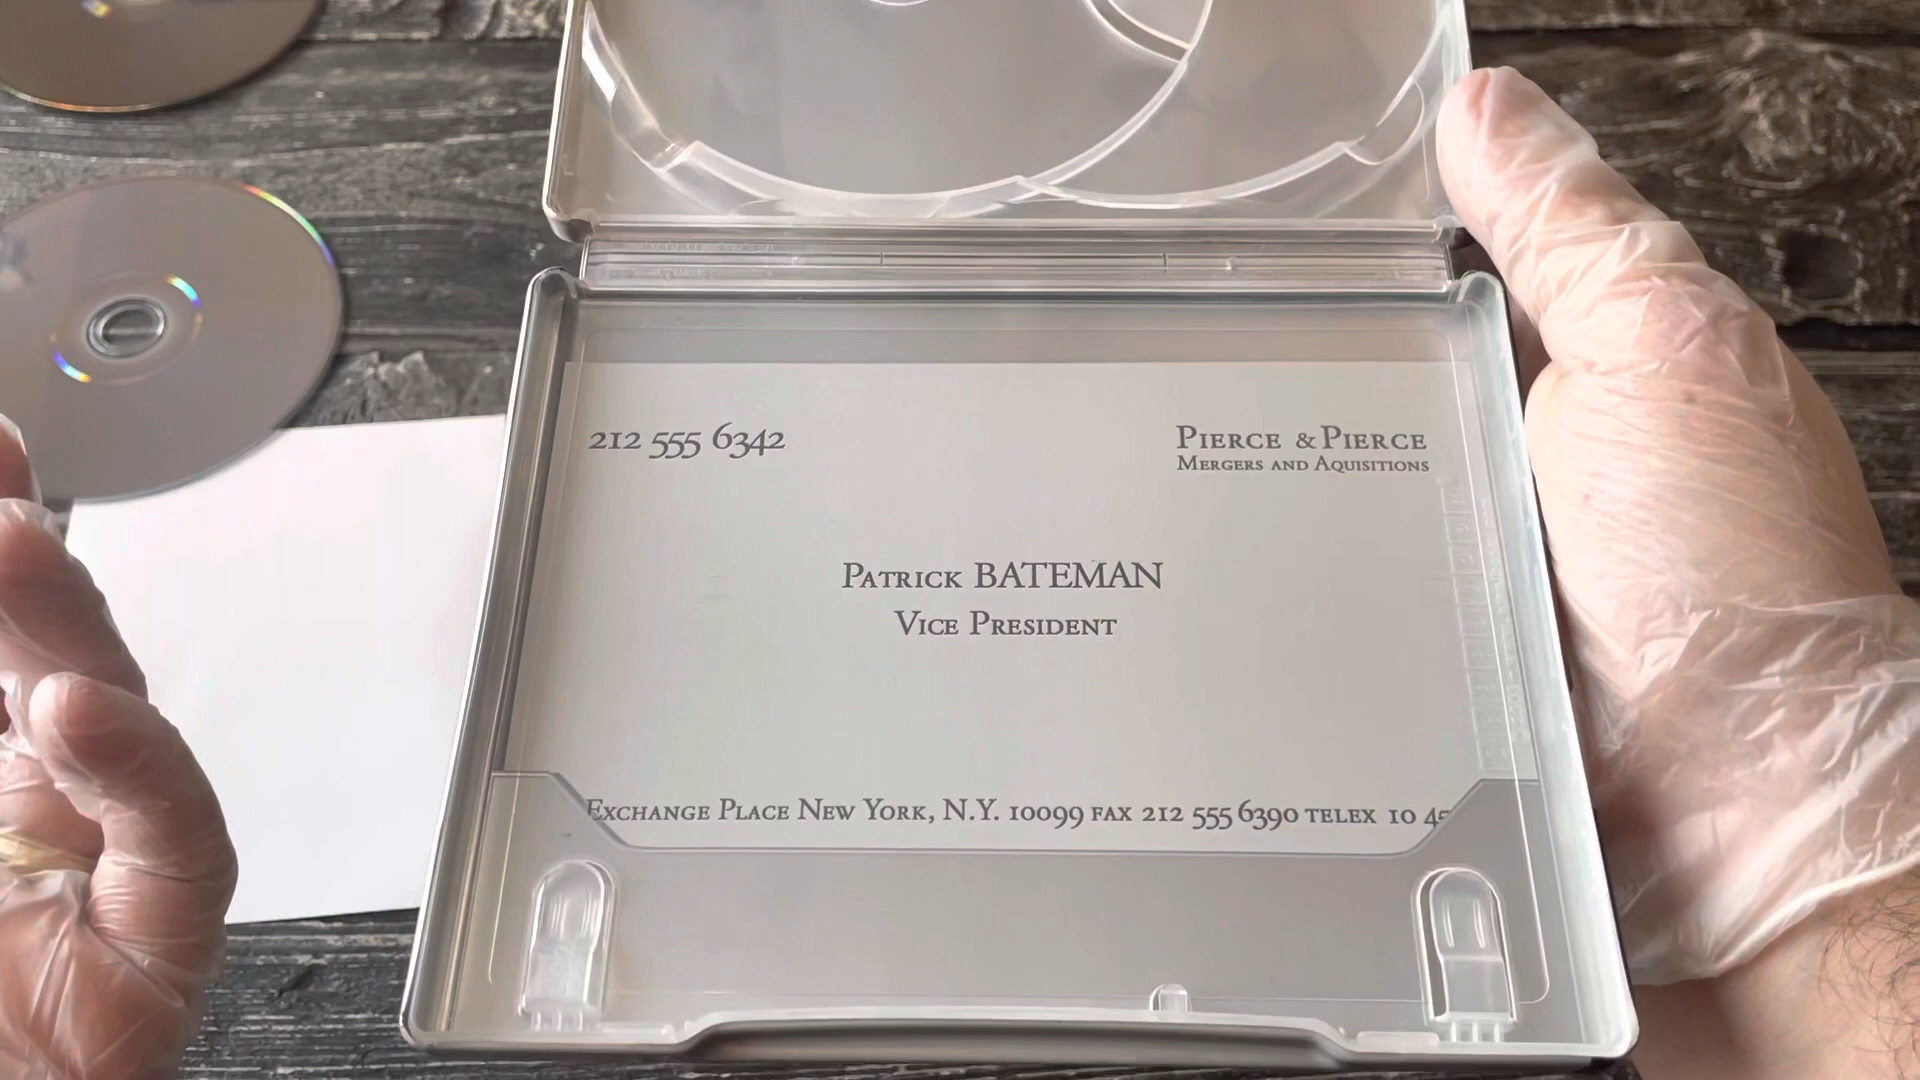 212 555 6342
PIERCE & PIERCE
MERGERS AND AQUISITIONS
PATRICK BATEMAN
VICE PRESIDENT
EXCHANGE PLACE NEW YORK, N.Y. 10099 FAX 212 555 6390 TELEX 10 45